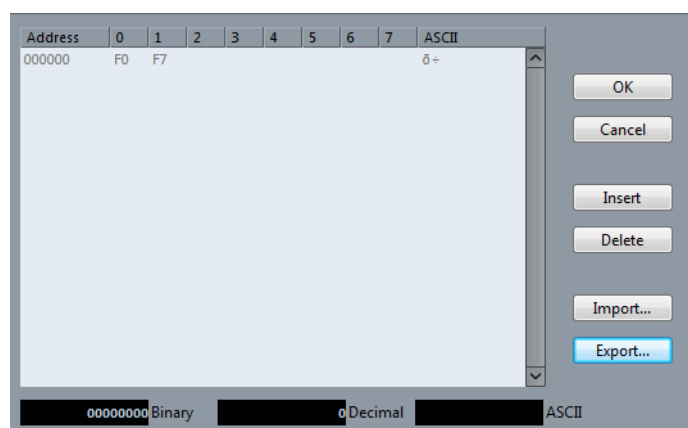 Address 0 1 2 3 4 5 6 7 ASCII
000000 F0 F7 ð÷
OK
Cancel
Insert
Delete
Import...
Export...
00000000 Binary 0 Decimal ASCII